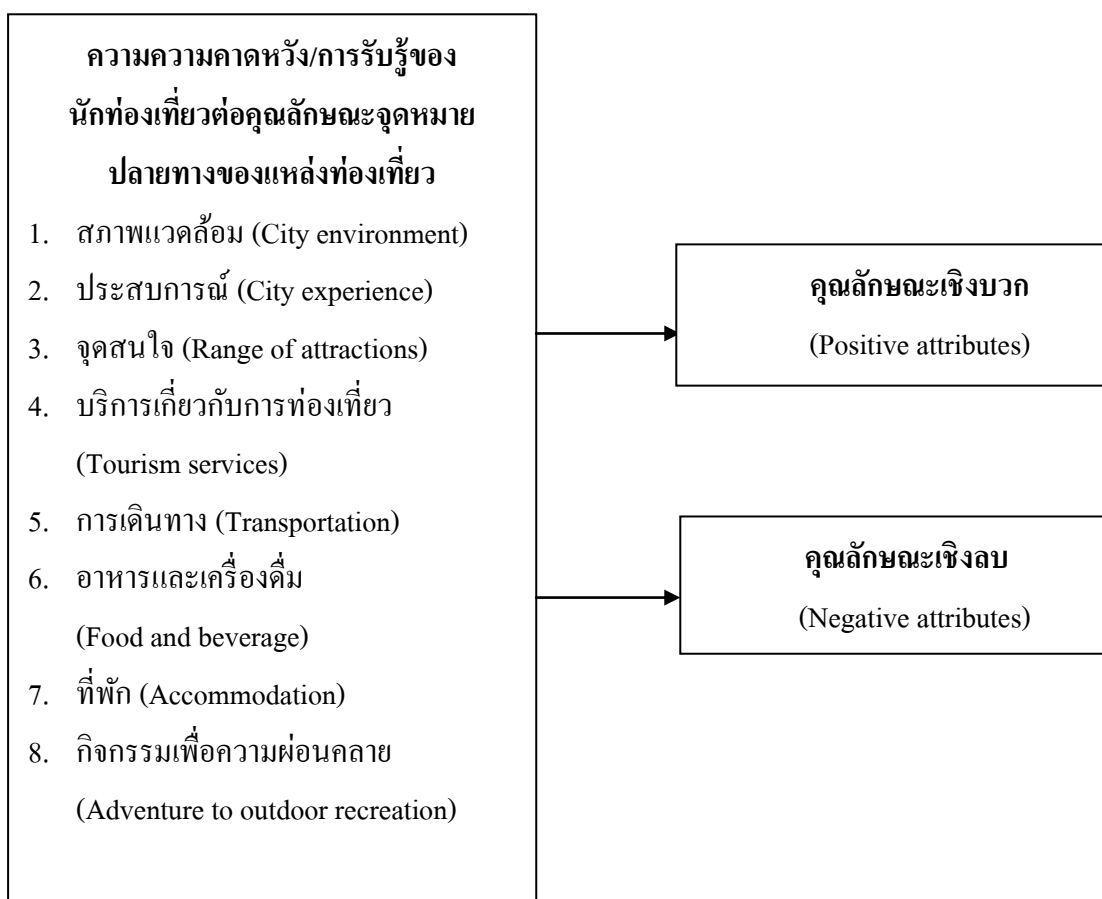 ความความคาดหวัง/การรับรู้ของ
นักท่องเที่ยวต่อคุณลักษณะจุดหมาย
ปลายทางของแหล่งท่องเที่ยว
1. สภาพแวดล้อม (City environment)
2. ประสบการณ์ (City experience)
3. จุดสนใจ (Range of attractions)
4. บริการเกี่ยวกับการท่องเที่ยว
(Tourism services)
5. การเดินทาง (Transportation)
6. อาหารและเครื่องดื่ม
(Food and beverage)
7. ที่พัก (Accommodation)
8. กิจกรรมเพื่อความผ่อนคลาย
(Adventure to outdoor recreation)
คุณลักษณะเชิงบวก
(Positive attributes)
คุณลักษณะเชิงลบ
(Negative attributes)